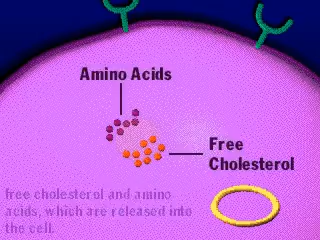 Amino Acids
Free
Cholesterol
free cholesterol and amino
acids, which are released into
the cell.